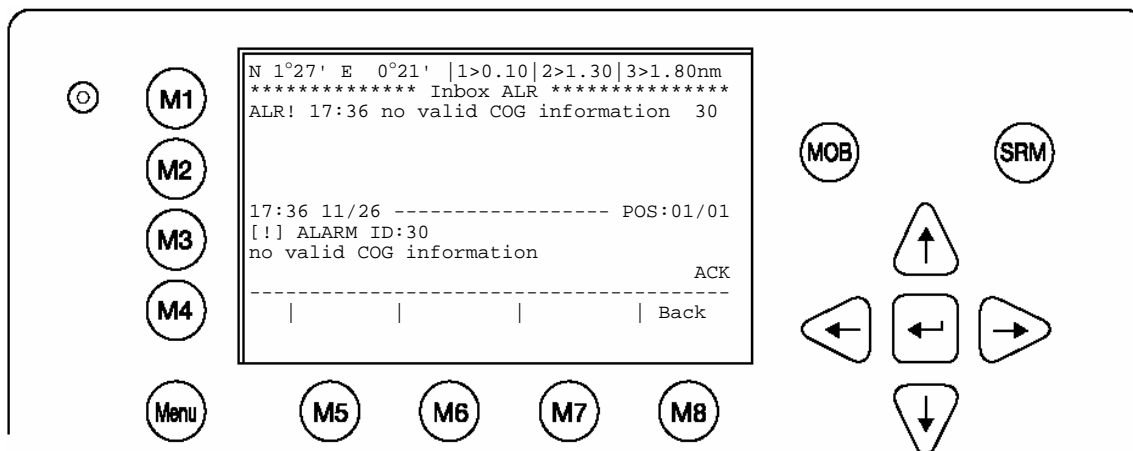 N 1°27' E 0°21' |1>0.10|2>1.30|3>1.80nm
************** Inbox ALR ***************
ALR! 17:36 no valid COG information 30
17:36 11/26 ------------------ POS:01/01
[!] ALARM ID:30
no valid COG information
ACK
----------------------------------------
| | | | Back
M1
M2
M3
M4
Menu
M5
M6
M7
M8
MOB
SRM